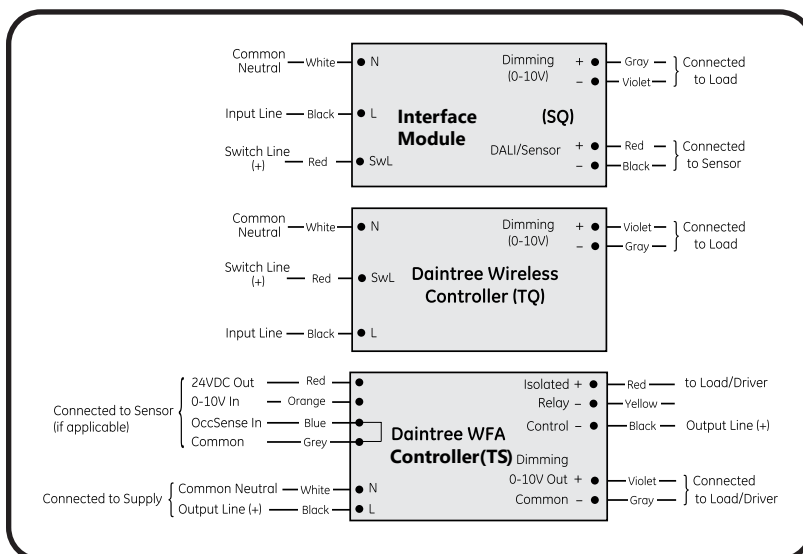 Common Neutral White N Dimming (0-10V) + Gray Connected to Load
– Violet
Input Line Black L Interface Module (SQ)
Switch Line (+) Red SwL DALI/Sensor + Red Connected to Sensor
– Black
Common Neutral White N Dimming (0-10V) + Violet Connected to Load
– Gray
Switch Line (+) Red SwL Daintree Wireless Controller (TQ)
Input Line Black L
Connected to Sensor (if applicable)
24VDC Out Red
0-10V In Orange
OccSense In Blue
Common Grey
Connected to Supply
Common Neutral White N
Output Line (+) Black L
Daintree WFA
Controller(TS)
Isolated + Red to Load/Driver
Relay – Yellow
Control – Black Output Line (+)
Dimming
0-10V Out + Violet Connected
Common – Gray to Load/Driver